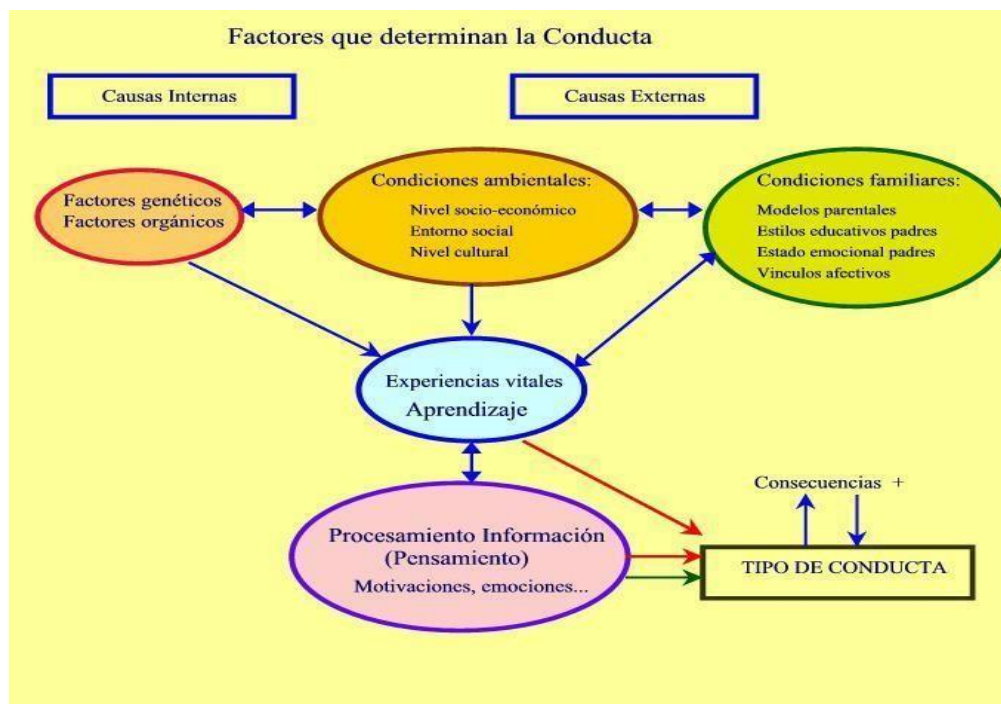 Factores que determinan la Conducta
Causas Internas
Causas Externas
Factores genéticos
Factores orgánicos
Condiciones ambientales:
Nivel socio-económico
Entorno social
Nivel cultural
Condiciones familiares:
Modelos parentales
Estilos educativos padres
Estado emocional padres
Vinculos afectivos
Experiencias vitales
Aprendizaje
Procesamiento Información
(Pensamiento)
Motivaciones, emociones...
Consecuencias +
TIPO DE CONDUCTA